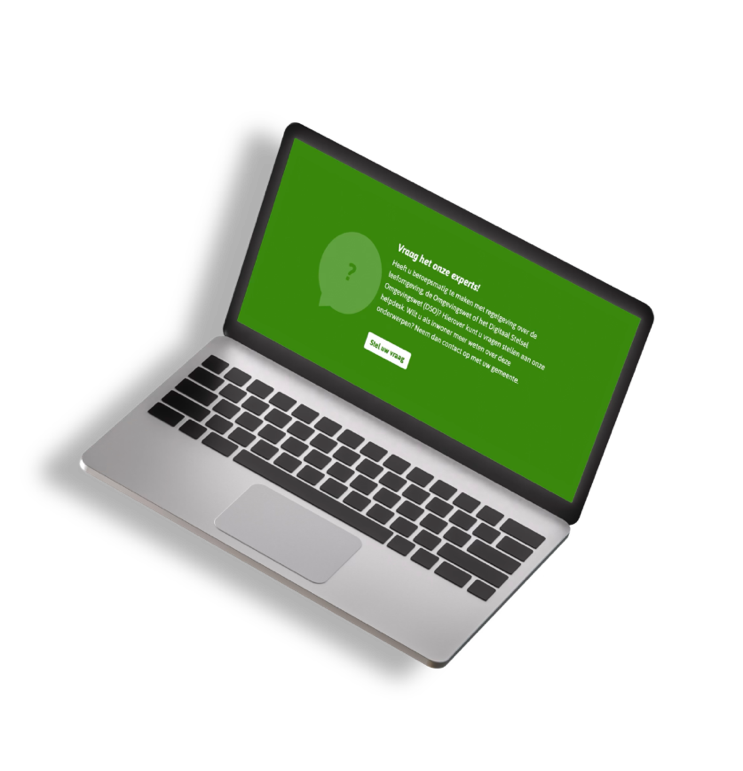 ?
Vraag het onze experts!
Heeft u beroepsmatig te maken met regelgeving over de
leefomgeving, de Omgevingswet of het Digitaal Stelsel
Omgevingswet (DSO)? Hierover kunt u vragen stellen aan onze
helpdesk. Wilt u als inwoner meer weten over deze
onderwerpen? Neem dan contact op met uw gemeente.
Stel uw vraag